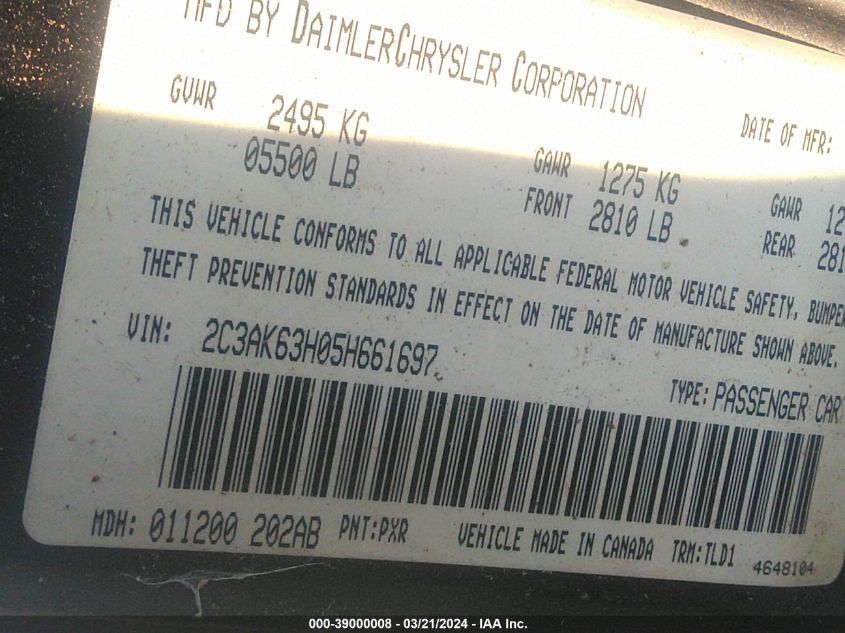 MFD BY DAIMLERCHRYSLER CORPORATION
DATE OF MFR:
GVWR 2495 KG
05500 LB
GAWR 1275 KG
FRONT 2810 LB
GAWR 12
REAR 281
THIS VEHICLE CONFORMS TO ALL APPLICABLE FEDERAL MOTOR VEHICLE SAFETY, BUMPER
THEFT PREVENTION STANDARDS IN EFFECT ON THE DATE OF MANUFACTURE SHOWN ABOVE.
VIN: 2C3AK63H05H661697
TYPE: PASSENGER CAR
MDH: 011200 202AB PNT:PXR VEHICLE MADE IN CANADA TRM:TLD1
4648104
000-39000008 - 03/21/2024 - IAA Inc.